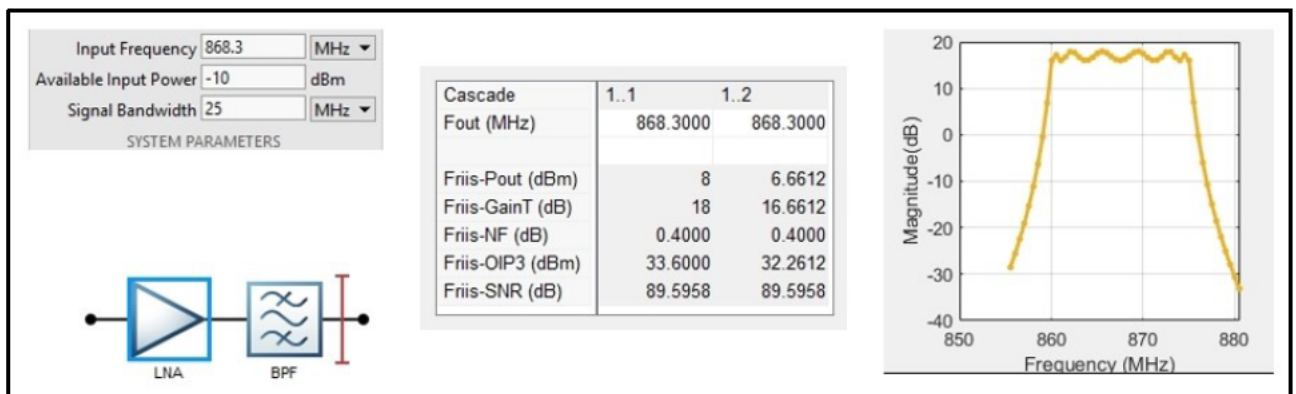 Input Frequency 868.3 MHz
Available Input Power -10 dBm
Signal Bandwidth 25 MHz
SYSTEM PARAMETERS
LNA
BPF
Cascade 1..1 1..2
Fout (MHz) 868.3000 868.3000
Friis-Pout (dBm) 8 6.6612
Friis-GainT (dB) 18 16.6612
Friis-NF (dB) 0.4000 0.4000
Friis-OIP3 (dBm) 33.6000 32.2612
Friis-SNR (dB) 89.5958 89.5958
Magnitude(dB)
20
10
0
-10
-20
-30
-40
850 860 870 880
Frequency (MHz)